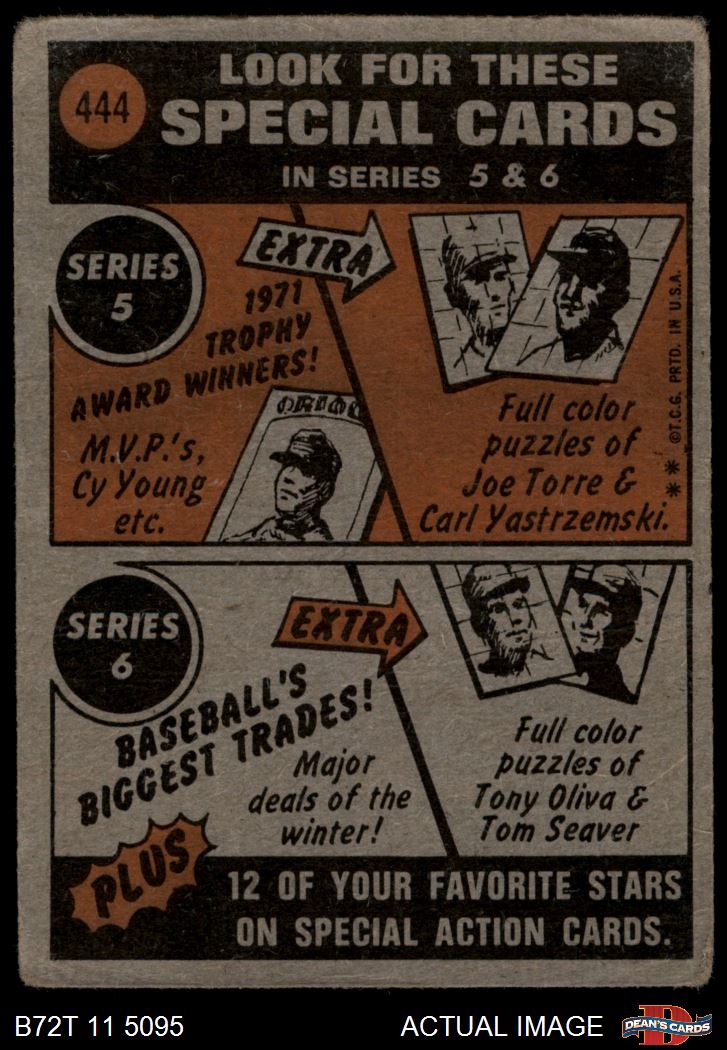 444
LOOK FOR THESE
SPECIAL CARDS
IN SERIES 5 & 6
SERIES
5
EXTRA
1971
TROPHY
AWARD WINNERS!
M.V.P.'s,
Cy Young
etc.
ORIOL
Full color
puzzles of
Joe Torre &
Carl Yastrzemski.
** ©T.C.G. PRTD. IN U.S.A.
SERIES
6
EXTRA
BASEBALL'S
BIGGEST TRADES!
Major
deals of the
winter!
Full color
puzzles of
Tony Oliva &
Tom Seaver
PLUS
12 OF YOUR FAVORITE STARS
ON SPECIAL ACTION CARDS.
B72T 11 5095
ACTUAL IMAGE
D
DEAN'S CARDS